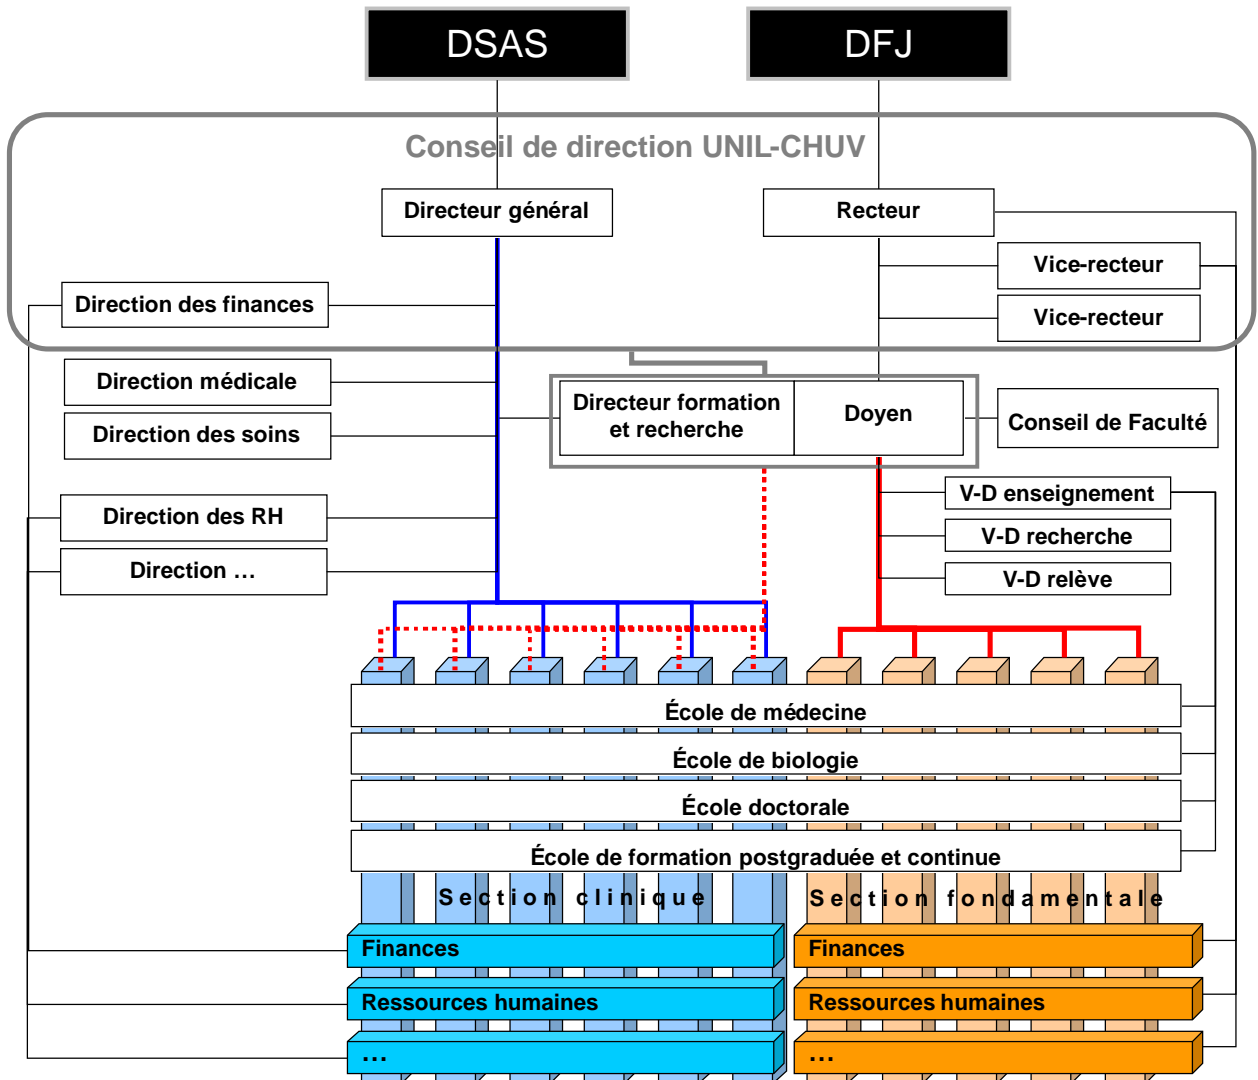 DSAS
DFJ
Conseil de direction UNIL-CHUV
Directeur général
Recteur
Vice-recteur
Direction des finances
Vice-recteur
Direction médicale
Directeur formation
et recherche
Doyen
Conseil de Faculté
Direction des soins
V-D enseignement
Direction des RH
V-D recherche
Direction ...
V-D relève
École de médecine
École de biologie
École doctorale
École de formation postgraduée et continue
Section clinique
Section fondamentale
Finances
Finances
Ressources humaines
Ressources humaines
...
...